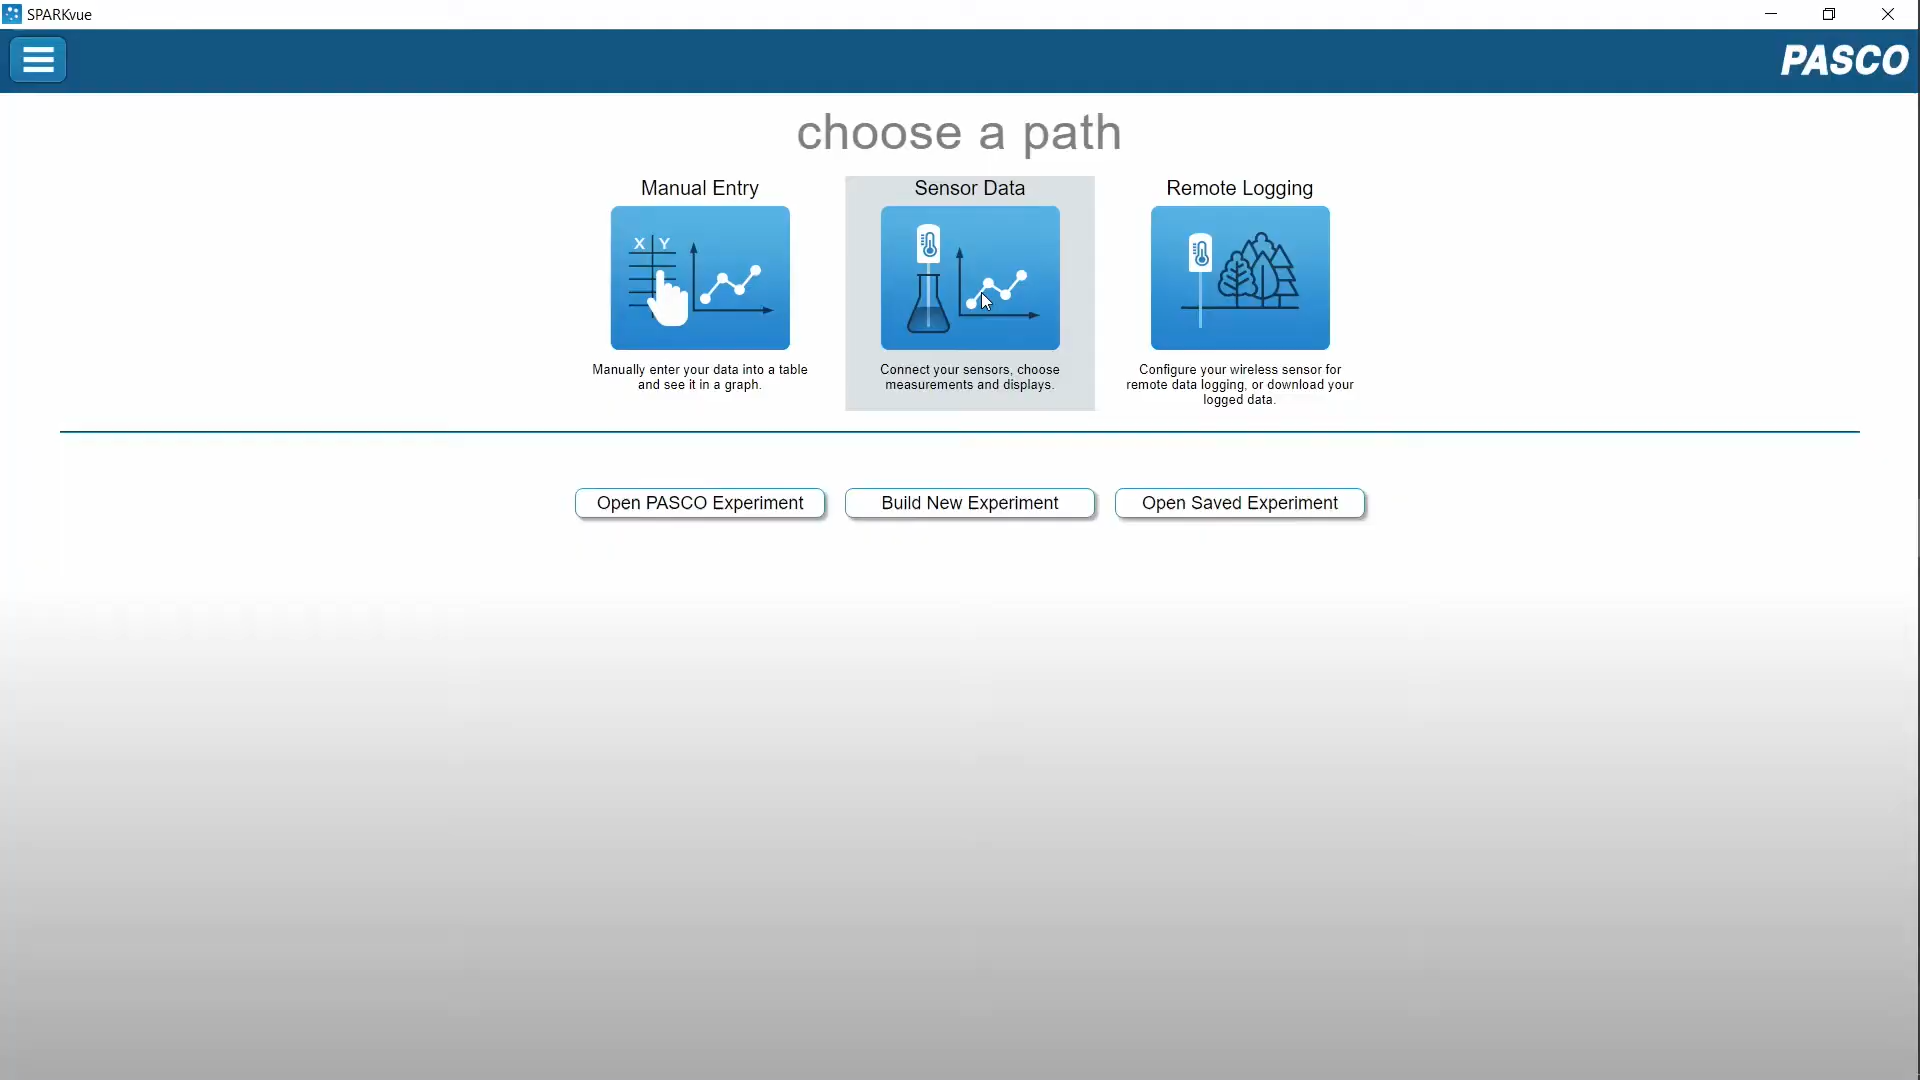 SPARKvue
PASCO
choose a path
Manual Entry
X Y
Manually enter your data into a table
and see it in a graph.
Sensor Data
Connect your sensors, choose
measurements and displays.
Remote Logging
Configure your wireless sensor for
remote data logging, or download your
logged data.
Open PASCO Experiment
Build New Experiment
Open Saved Experiment